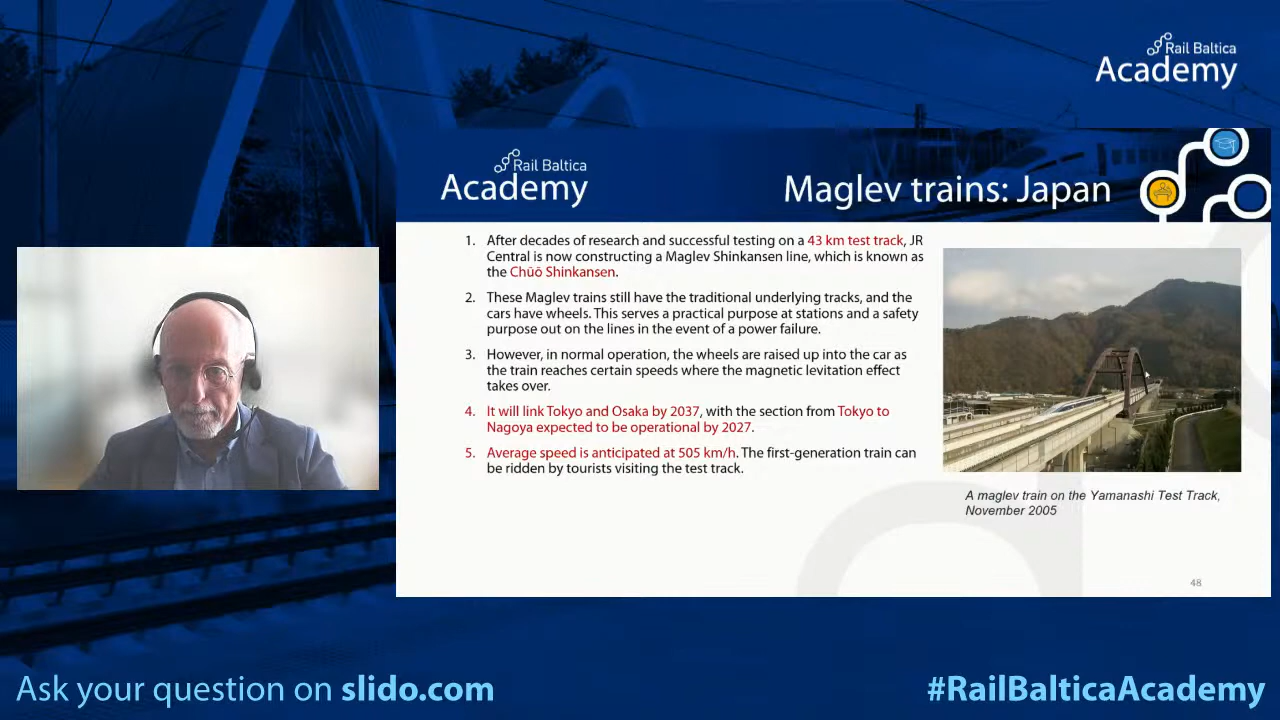 Rail Baltica
Academy
Rail Baltica
Academy
Maglev trains: Japan
1. After decades of research and successful testing on a 43 km test track, JR
Central is now constructing a Maglev Shinkansen line, which is known as
the Chūō Shinkansen.
2. These Maglev trains still have the traditional underlying tracks, and the
cars have wheels. This serves a practical purpose at stations and a safety
purpose out on the lines in the event of a power failure.
3. However, in normal operation, the wheels are raised up into the car as
the train reaches certain speeds where the magnetic levitation effect
takes over.
4. It will link Tokyo and Osaka by 2037, with the section from Tokyo to
Nagoya expected to be operational by 2027.
5. Average speed is anticipated at 505 km/h. The first-generation train can
be ridden by tourists visiting the test track.
A maglev train on the Yamanashi Test Track,
November 2005
48
Ask your question on slido.com
#RailBalticaAcademy